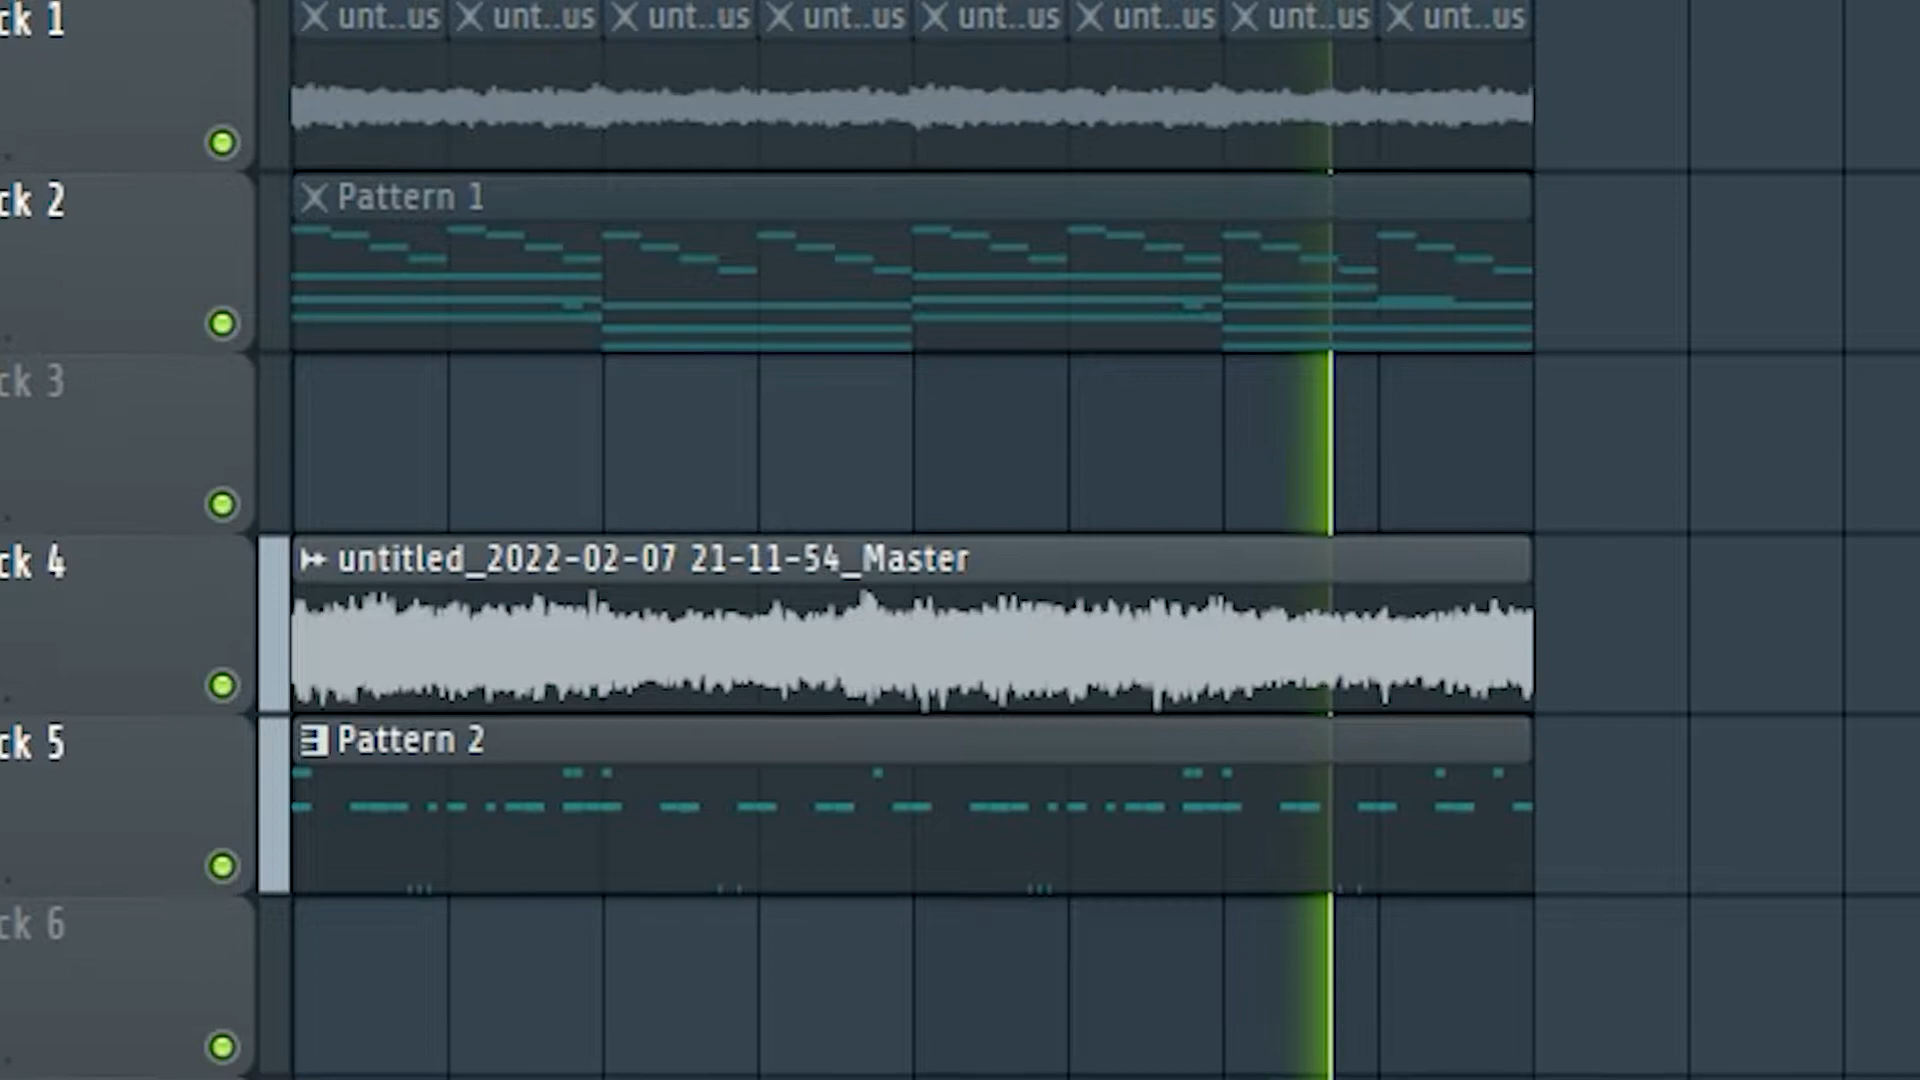 ck 1
unt..us unt..us unt..us unt..us unt..us unt..us unt..us unt..us
ck 2
Pattern 1
ck 3
ck 4
untitled_2022-02-07 21-11-54_Master
ck 5
Pattern 2
ck 6